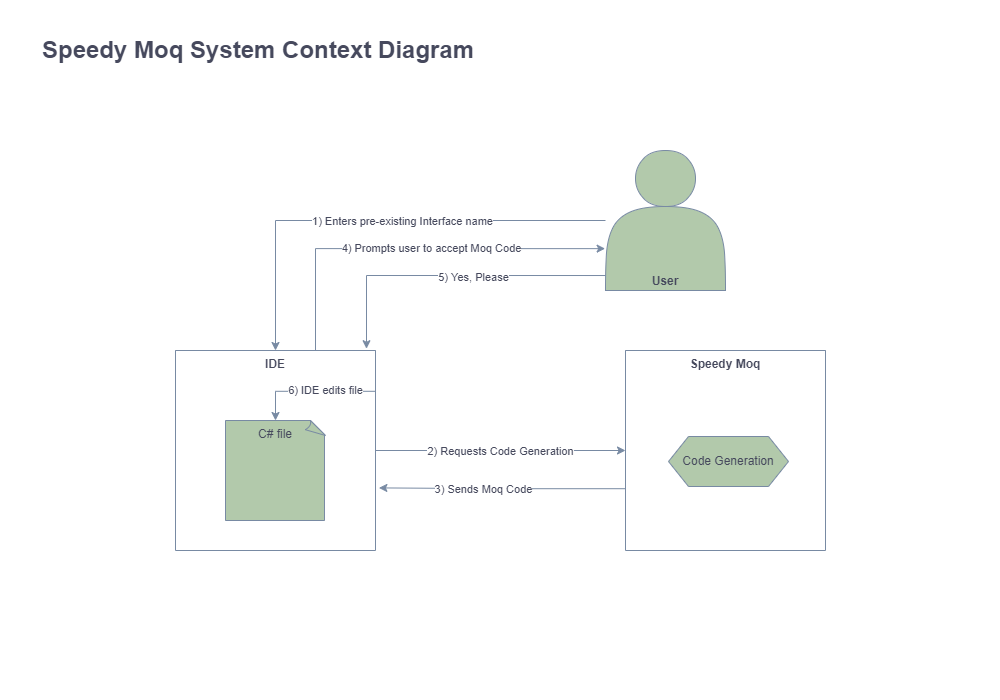 Speedy Moq System Context Diagram
1) Enters pre-existing Interface name
4) Prompts user to accept Moq Code
5) Yes, Please
User
IDE
Speedy Moq
6) IDE edits file
C# file
2) Requests Code Generation
Code Generation
3) Sends Moq Code